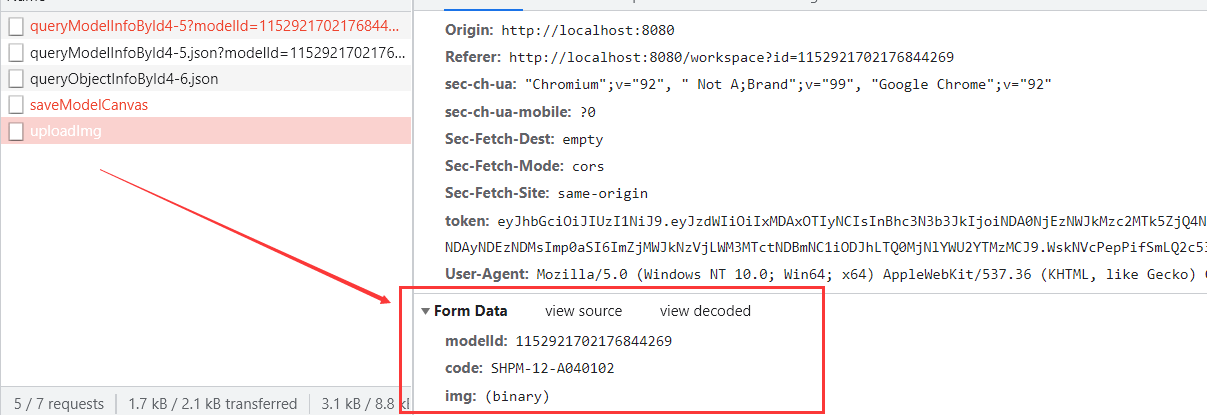 Name
queryModelInfoById4-5?modelId=1152921702176844...
queryModelInfoById4-5.json?modelId=115292170217 6...
queryObjectInfoById4-6.json
saveModelCanvas
uploadImg
5 / 7 requests
1.7 kB / 2.1 kB transferred
3.1 kB / 8.8 k
Origin: http://localhost:8080
Referer: http://localhost:8080/workspace?id=1152921702176844269
sec-ch-ua: "Chromium";v="92", " Not A;Brand";v="99", "Google Chrome";v="92"
sec-ch-ua-mobile: ?0
Sec-Fetch-Dest: empty
Sec-Fetch-Mode: cors
Sec-Fetch-Site: same-origin
token: eyJhbGciOiJIUzI1NiJ9.eyJzdWIiOiIxMDAxOTIyNCIsInBhc3N3b3JkIjoiNDA0NjEzNWJkMzc2MTk5ZjQ4N
NDAyNDEzNDMsImp0aSI6ImZjMWJkNzVjLWM3MTctNDBmNC1iODJhLTQ0MjNlYWU2YTMzMCJ9.WskNVcPepPifSmLQ2c53
User-Agent: Mozilla/5.0 (Windows NT 10.0; Win64; x64) AppleWebKit/537.36 (KHTML, like Gecko)
Form Data view source view decoded
modelId: 1152921702176844269
code: SHPM-12-A040102
img: (binary)